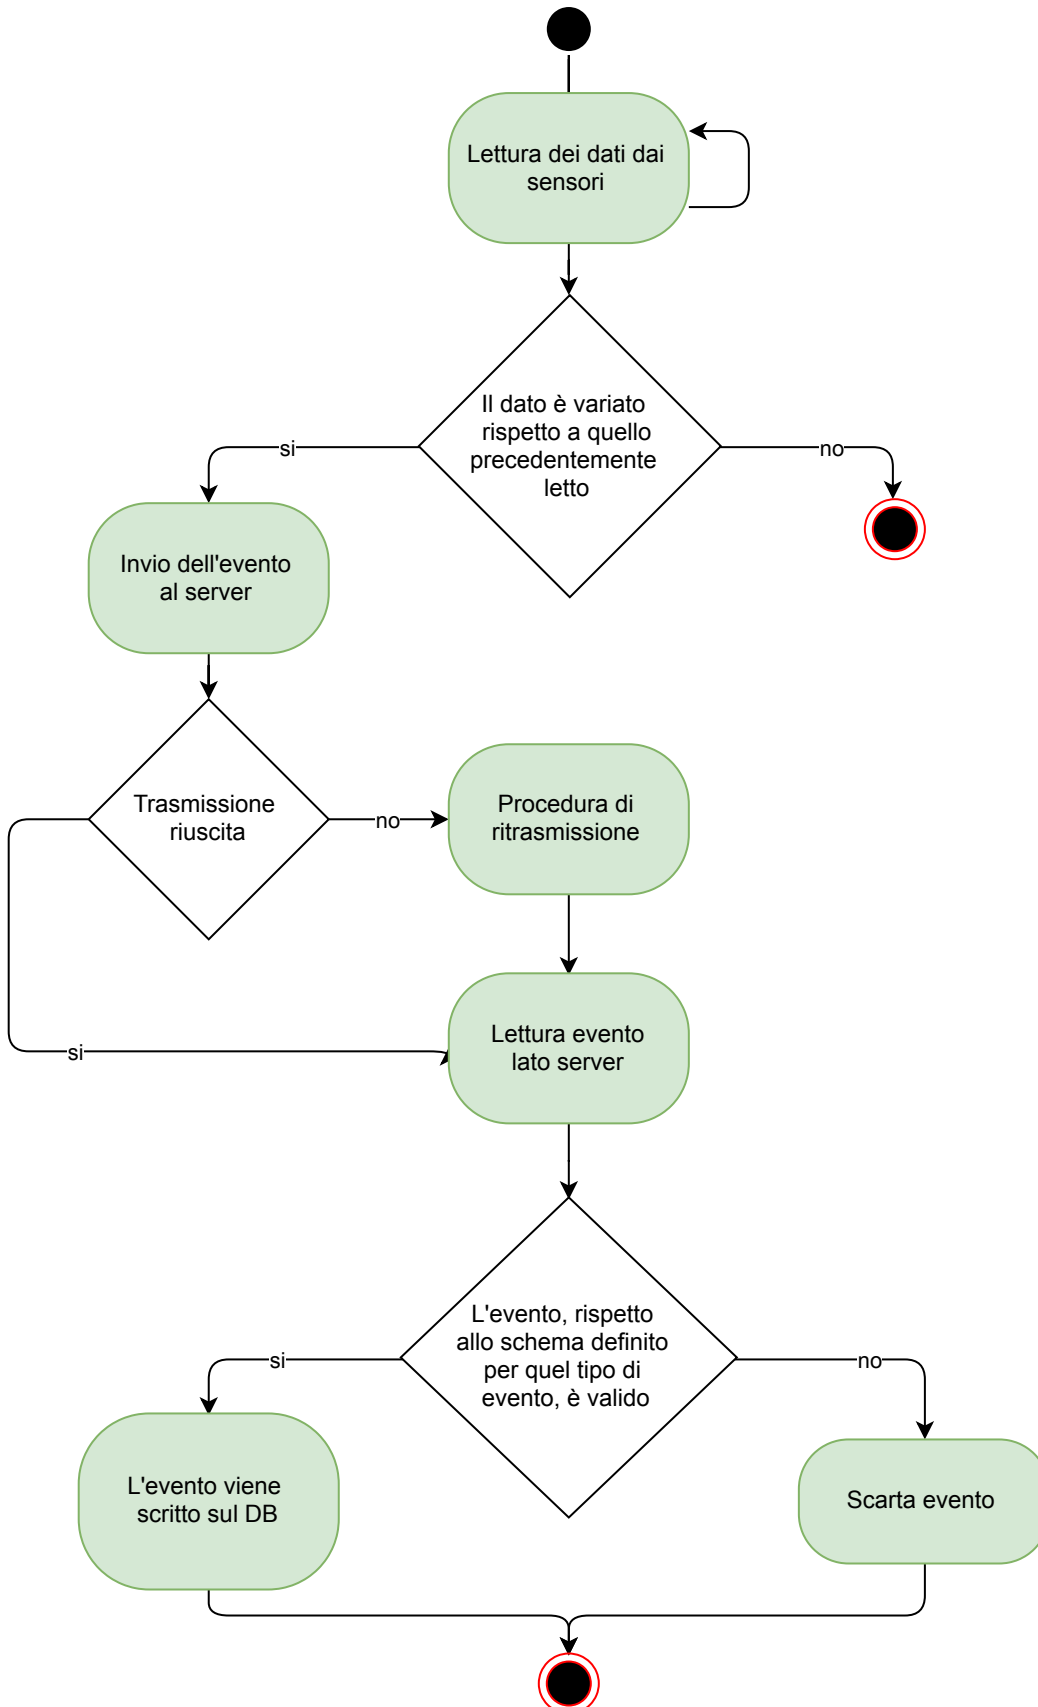 Lettura dei dati dai
sensori
Il dato è variato
rispetto a quello
precedentemente
letto
si
no
Invio dell'evento
al server
Trasmissione
riuscita
no
Procedura di
ritrasmissione
si
Lettura evento
lato server
L'evento, rispetto
allo schema definito
per quel tipo di
evento, è valido
si
no
L'evento viene
scritto sul DB
Scarta evento